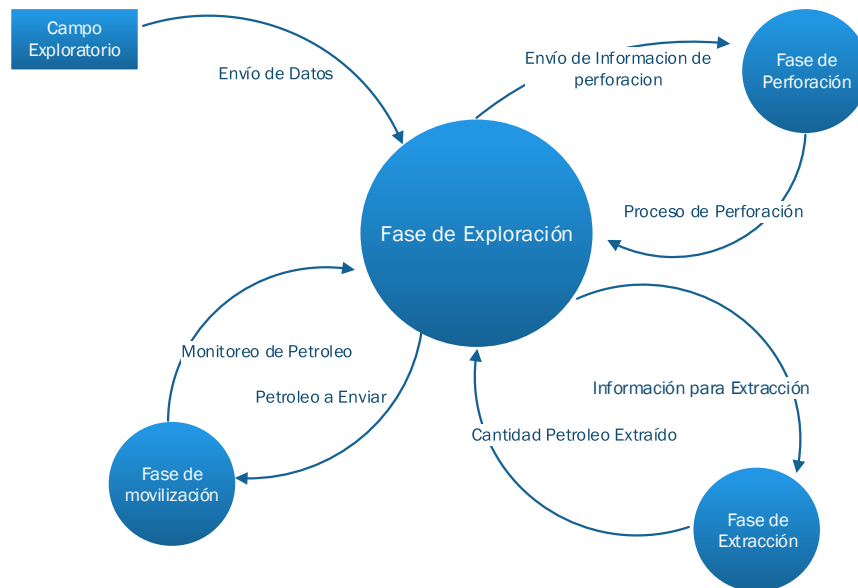 Campo
Exploratorio
Envío de Datos
Envío de Informacion de
perforacion
Fase de
Perforación
Proceso de Perforación
Fase de Exploración
Monitoreo de Petroleo
Petroleo a Enviar
Información para Extracción
Cantidad Petroleo Extraído
Fase de
movilización
Fase de
Extracción